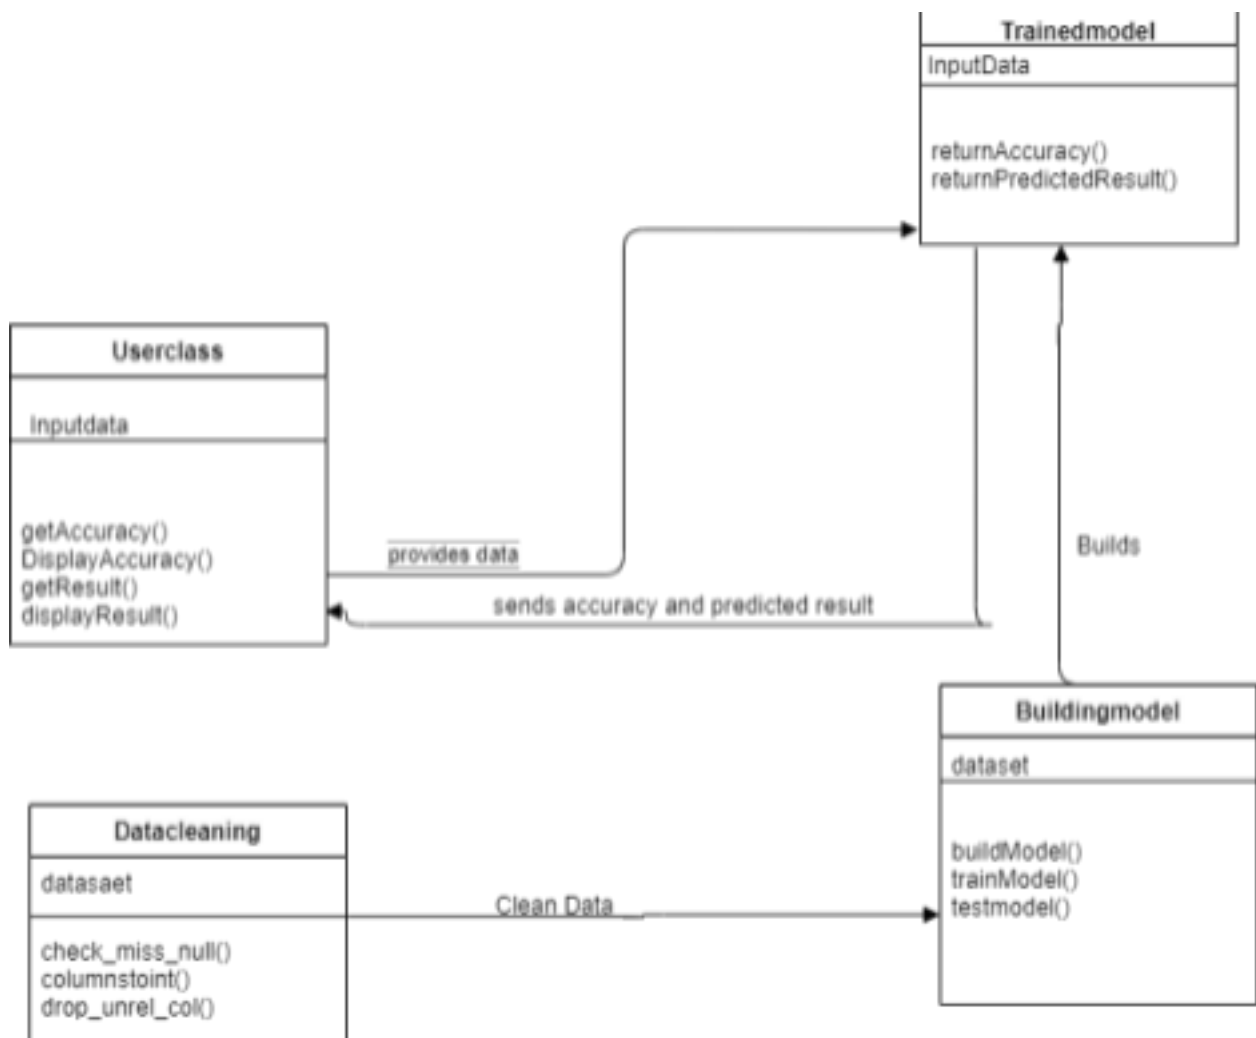 Trainedmodel
InputData
returnAccuracy()
returnPredictedResult()
Userclass
Inputdata
getAccuracy()
DisplayAccuracy()
getResult()
displayResult()
provides data
sends accuracy and predicted result
Builds
Buildingmodel
dataset
buildModel()
trainModel()
testmodel()
Datacleaning
datasaet
check_miss_null()
columnstoint()
drop_unrel_col()
Clean Data